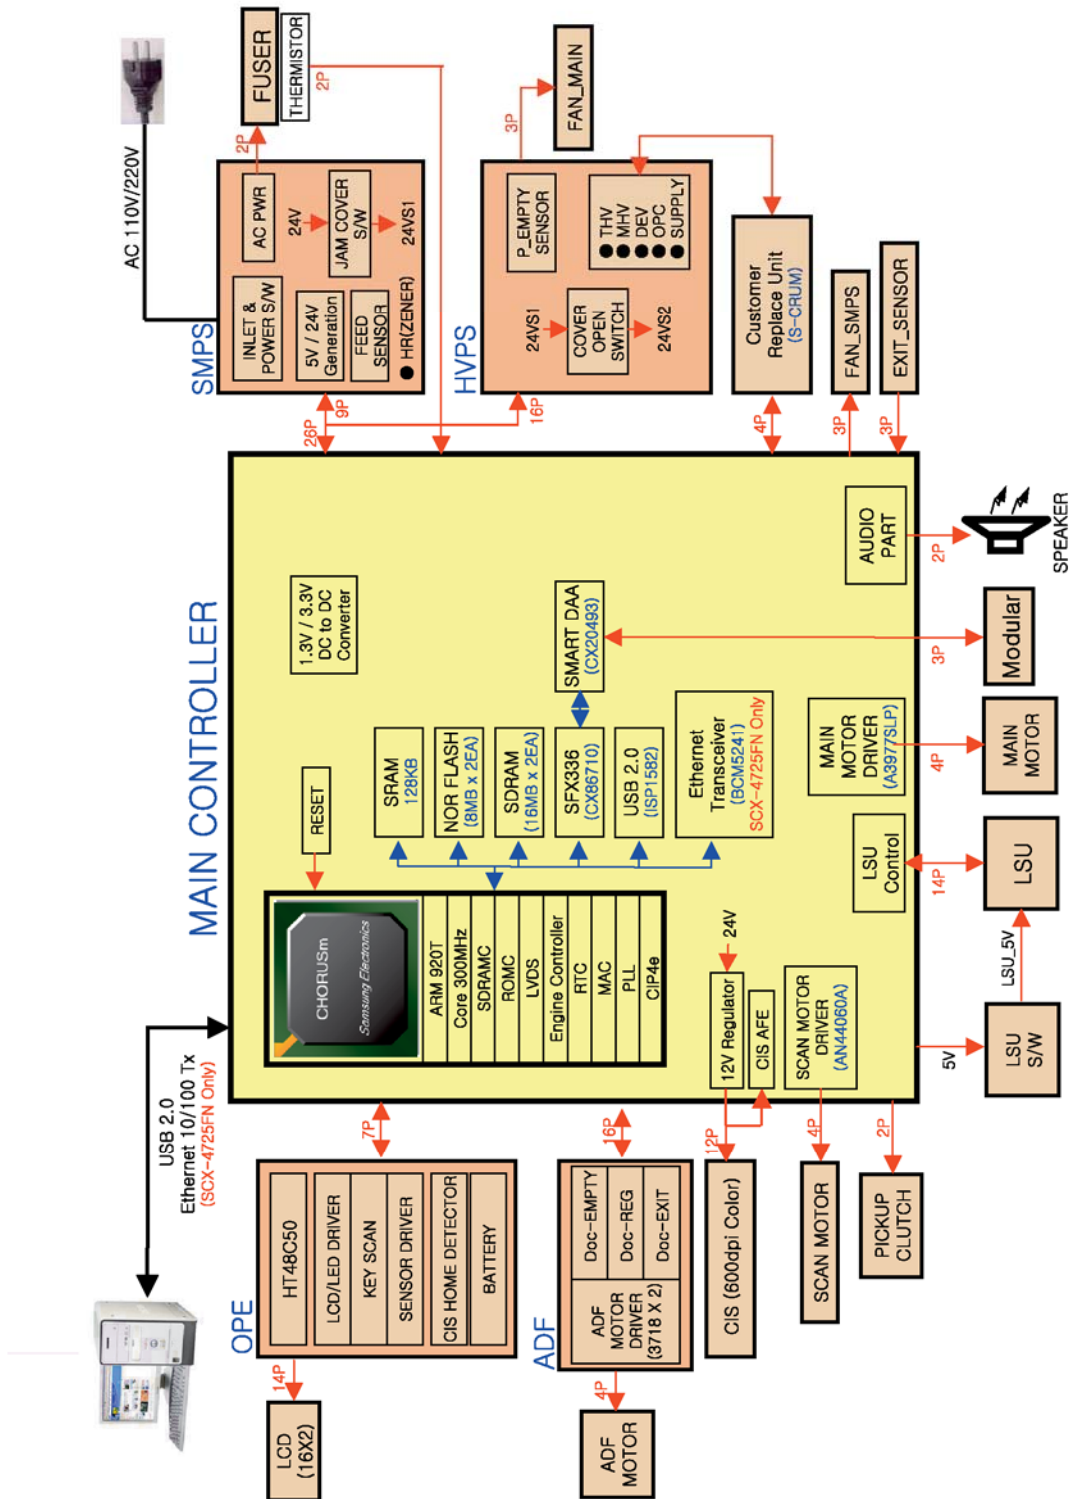 MAIN CONTROLLER
USB 2.0
Ethernet 10/100 Tx
(SCX-4725FN Only)
AC 110V/220V
OPE
HT48C50
LCD/LED DRIVER
KEY SCAN
SENSOR DRIVER
CIS HOME DETECTOR
BATTERY
7P
14P
LCD
(16X2)
ADF
Doc-EMPTY
Doc-REG
Doc-EXIT
ADF
MOTOR
DRIVER
(3718 X 2)
16P
4P
ADF
MOTOR
12P
CIS (600dpi Color)
4P
SCAN MOTOR
2P
PICKUP
CLUTCH
CHORUSm
Samsung Electronics
ARM 920T
Core 300MHz
SDRAMC
ROMC
LVDS
Engine Controller
RTC
MAC
PLL
CIP4e
RESET
1.3V / 3.3V
DC to DC
Converter
SRAM
128KB
NOR FLASH
(8MB x 2EA)
SDRAM
(16MB x 2EA)
SFX336
(CX86710)
USB 2.0
(ISP1582)
Ethernet
Transceiver
(BCM5241)
SCX-4725FN Only
SMART DAA
(CX20493)
24V
12V Regulator
CIS AFE
SCAN MOTOR
DRIVER
(AN44060A)
LSU
Control
MAIN
MOTOR
DRIVER
(A3977SLP)
AUDIO
PART
5V
LSU
S/W
LSU_5V
14P
LSU
4P
MAIN
MOTOR
3P
Modular
2P
SPEAKER
SMPS
INLET &
POWER S/W
AC PWR
5V / 24V
Generation
FEED
SENSOR
24V
JAM COVER
S/W
24VS1
HR(ZENER)
26P
9P
2P
FUSER
THERMISTOR
2P
HVPS
P_EMPTY
SENSOR
24VS1
COVER
OPEN
SWITCH
24VS2
THV
MHV
DEV
OPC
SUPPLY
16P
3P
FAN_MAIN
4P
Customer
Replace Unit
(S-CRUM)
3P
FAN_SMPS
3P
EXIT_SENSOR